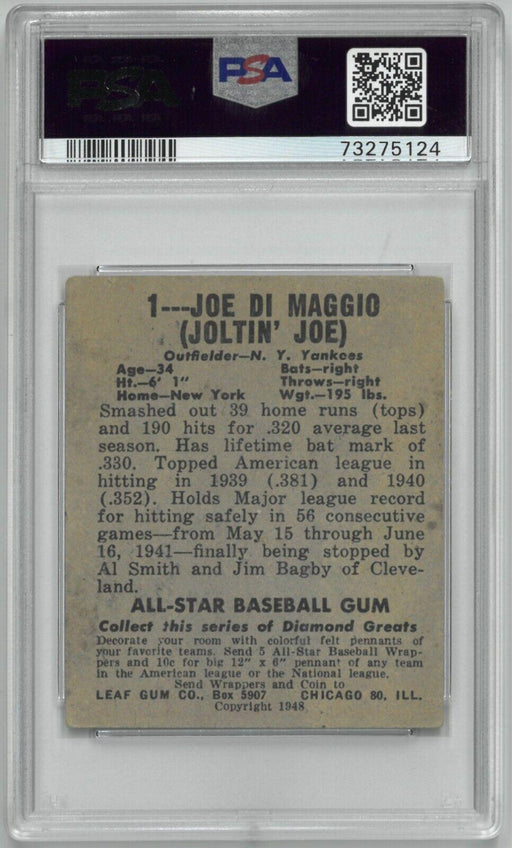 PSA
PSA
73275124
1---JOE DI MAGGIO
(JOLTIN' JOE)
Outfielder—N. Y. Yankees
Age—34 Bats—right
Ht.—6' 1" Throws—right
Home—New York Wgt.—195 lbs.
Smashed out 39 home runs (tops)
and 190 hits for .320 average last
season. Has lifetime bat mark of
.330. Topped American league in
hitting in 1939 (.381) and 1940
(.352). Holds Major league record
for hitting safely in 56 consecutive
games—from May 15 through June
16, 1941—finally being stopped by
Al Smith and Jim Bagby of Cleve-
land.
ALL-STAR BASEBALL GUM
Collect this series of Diamond Greats
Decorate your room with colorful felt pennants of
your favorite teams. Send 5 All-Star Baseball Wrap-
pers and 10c for big 12" x 6" pennant of any team
in the American league or the National league.
Send Wrappers and Coin to
LEAF GUM CO., Box 5907 CHICAGO 80, ILL.
Copyright 1948